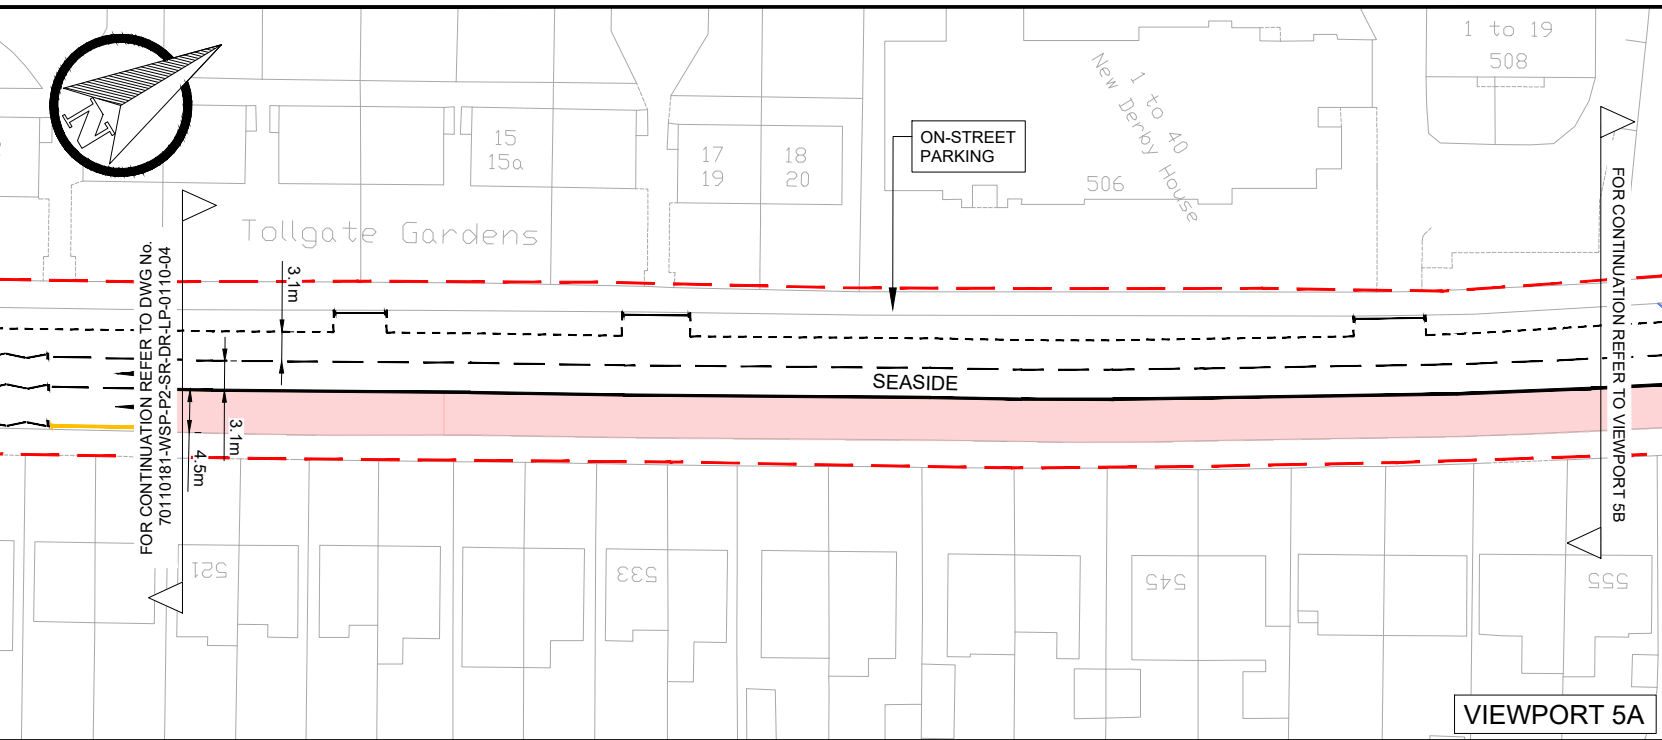 1 to 19
508
N
15
15a
17
19
18
20
ON-STREET
PARKING
1 to 40
New Derby House
506
Tollgate Gardens
FOR CONTINUATION REFER TO DWG No.
70110181-WSP-P2-SR-DR-LP-0110-04
FOR CONTINUATION REFER TO VIEWPORT 5B
3.1m
SEASIDE
3.1m
4.5m
521
533
545
555
VIEWPORT 5A